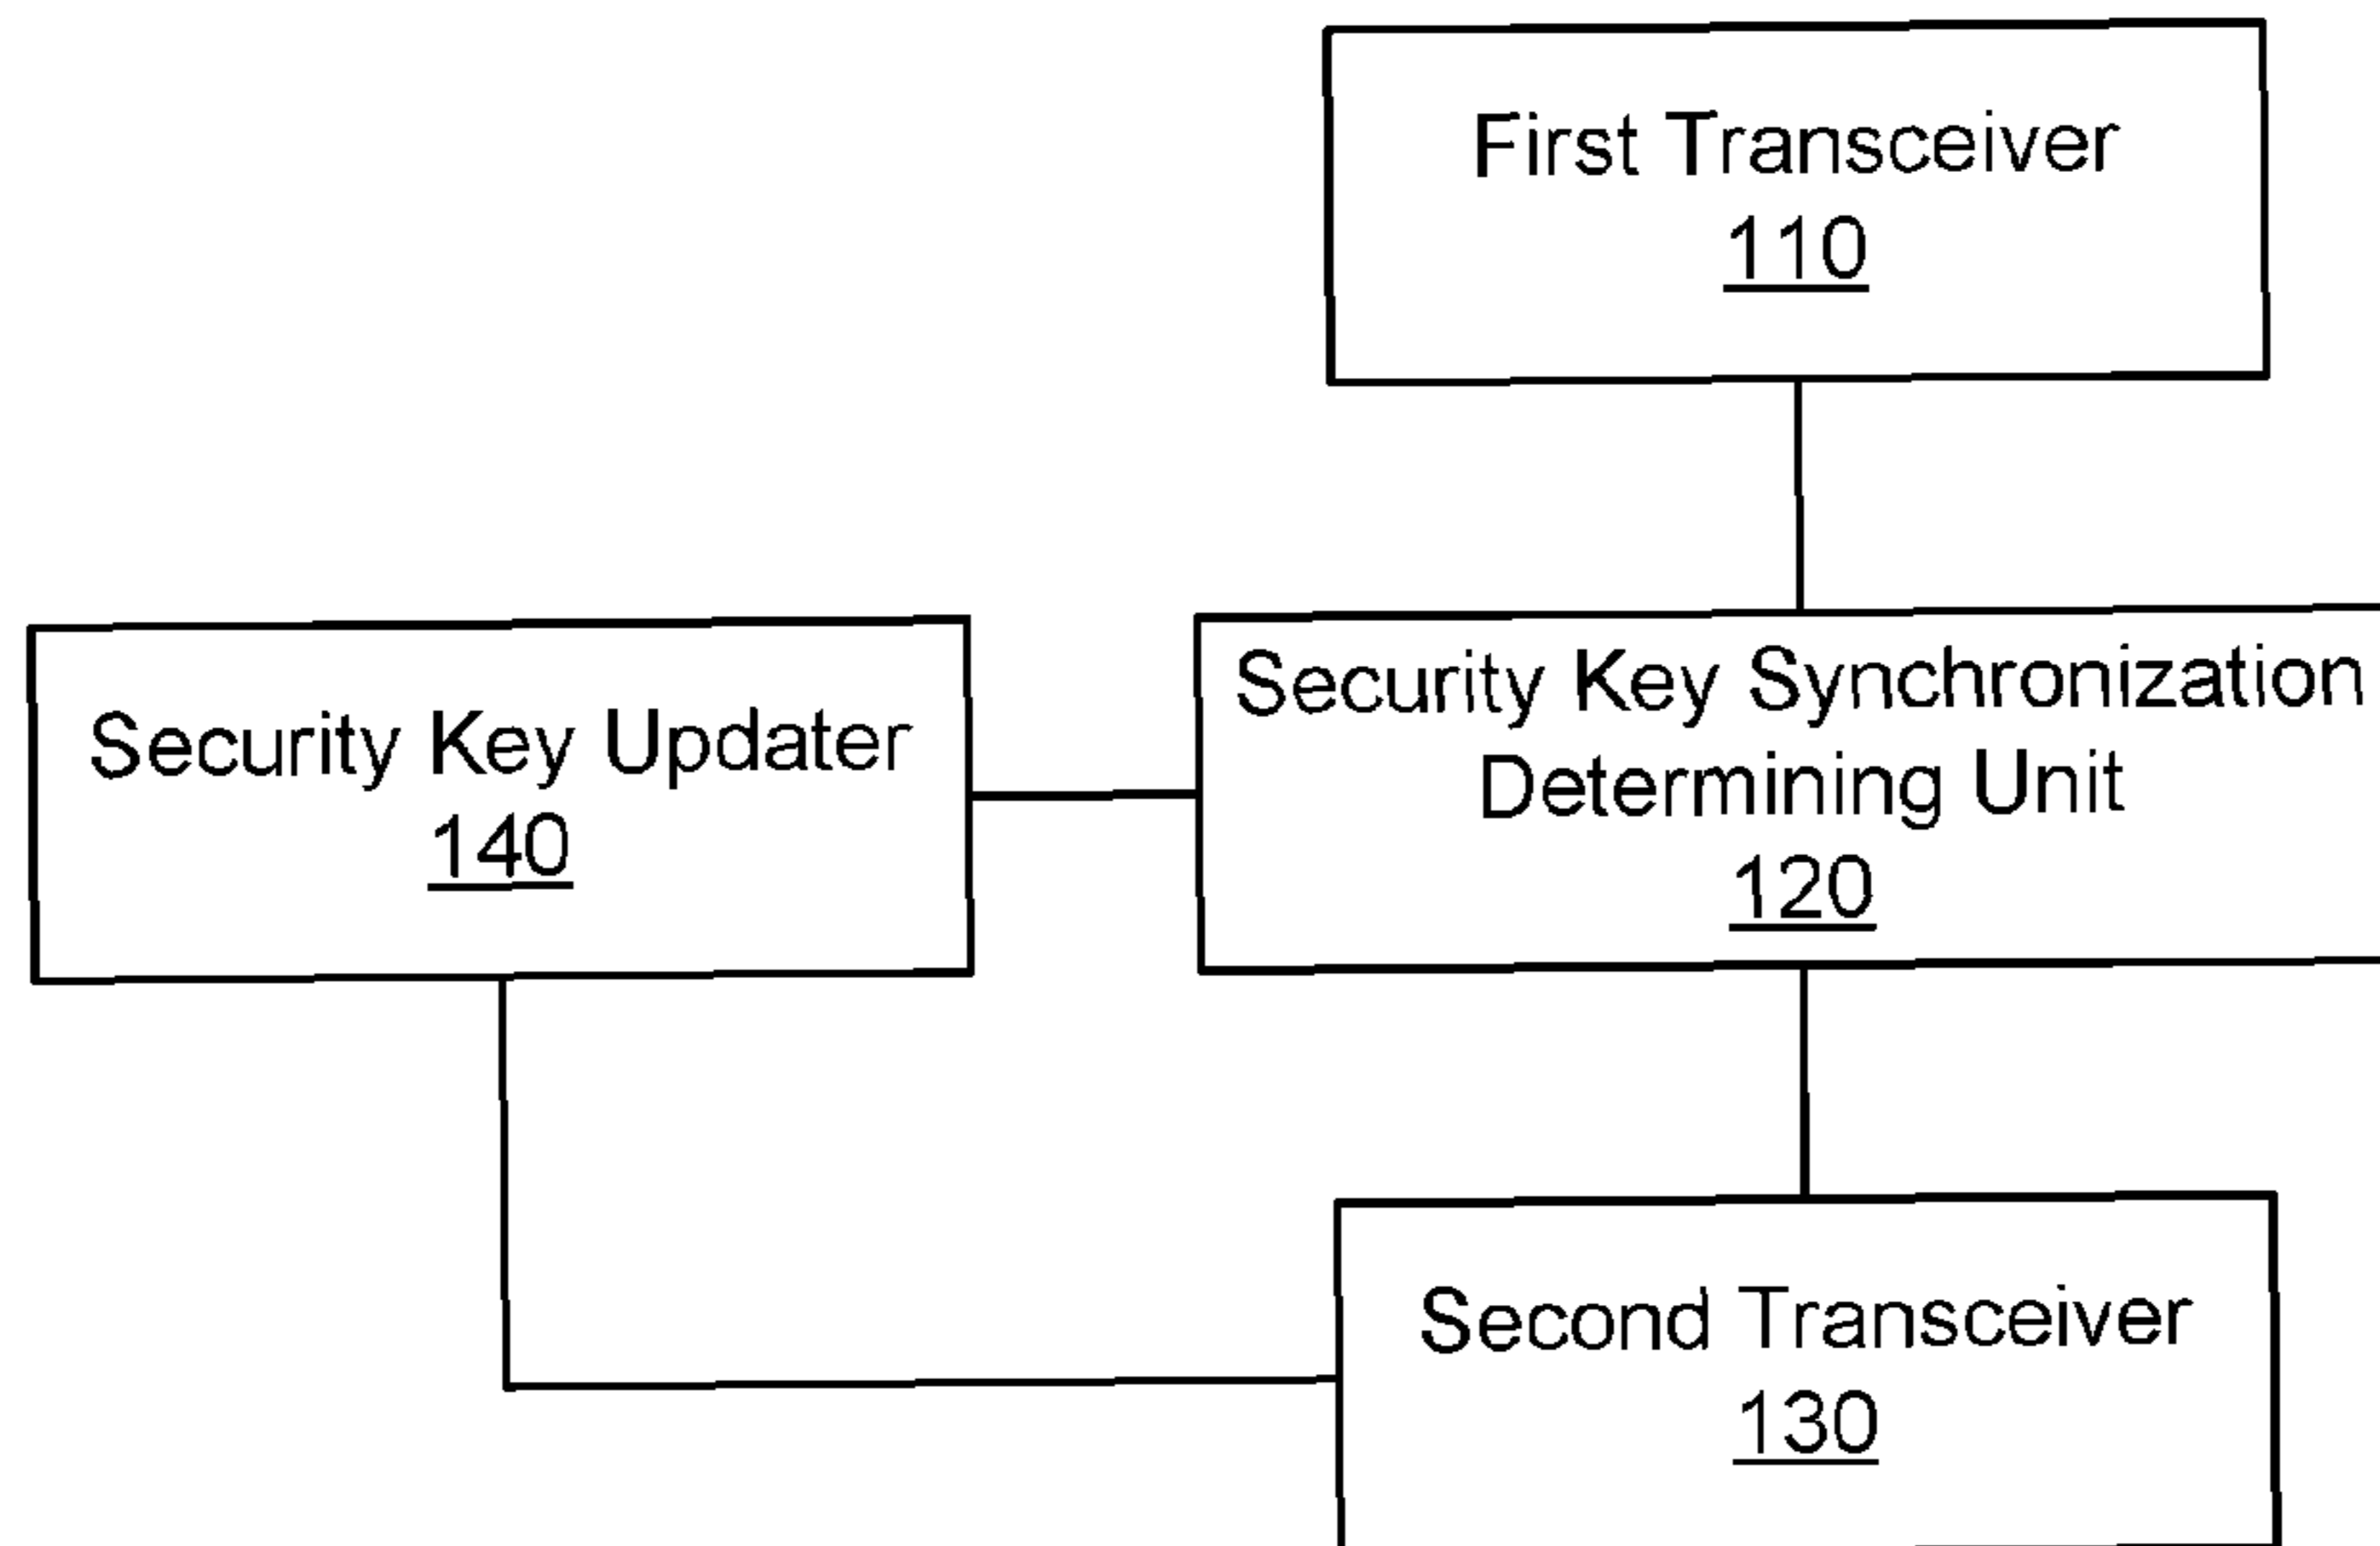 First Transceiver
110
Security Key Updater
140
Security Key Synchronization
Determining Unit
120
Second Transceiver
130